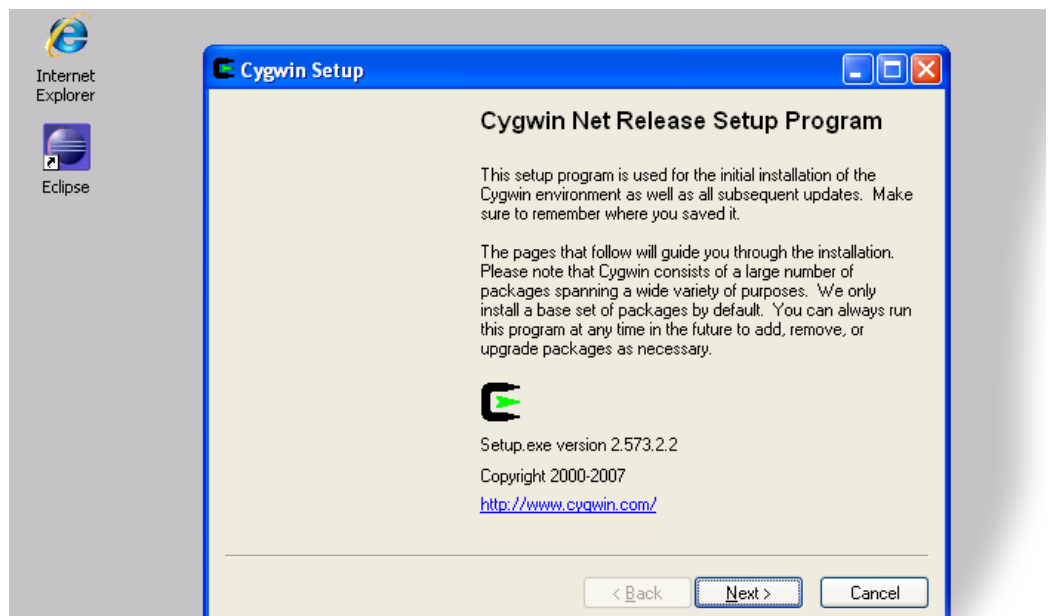 Internet
Explorer
Eclipse
Cygwin Setup
Cygwin Net Release Setup Program
This setup program is used for the initial installation of the
Cygwin environment as well as all subsequent updates.  Make
sure to remember where you saved it.
The pages that follow will guide you through the installation.
Please note that Cygwin consists of a large number of
packages spanning a wide variety of purposes.  We only
install a base set of packages by default.  You can always run
this program at any time in the future to add, remove, or
upgrade packages as necessary.
Setup.exe version 2.573.2.2
Copyright 2000-2007
http://www.cygwin.com/
< Back Next > Cancel